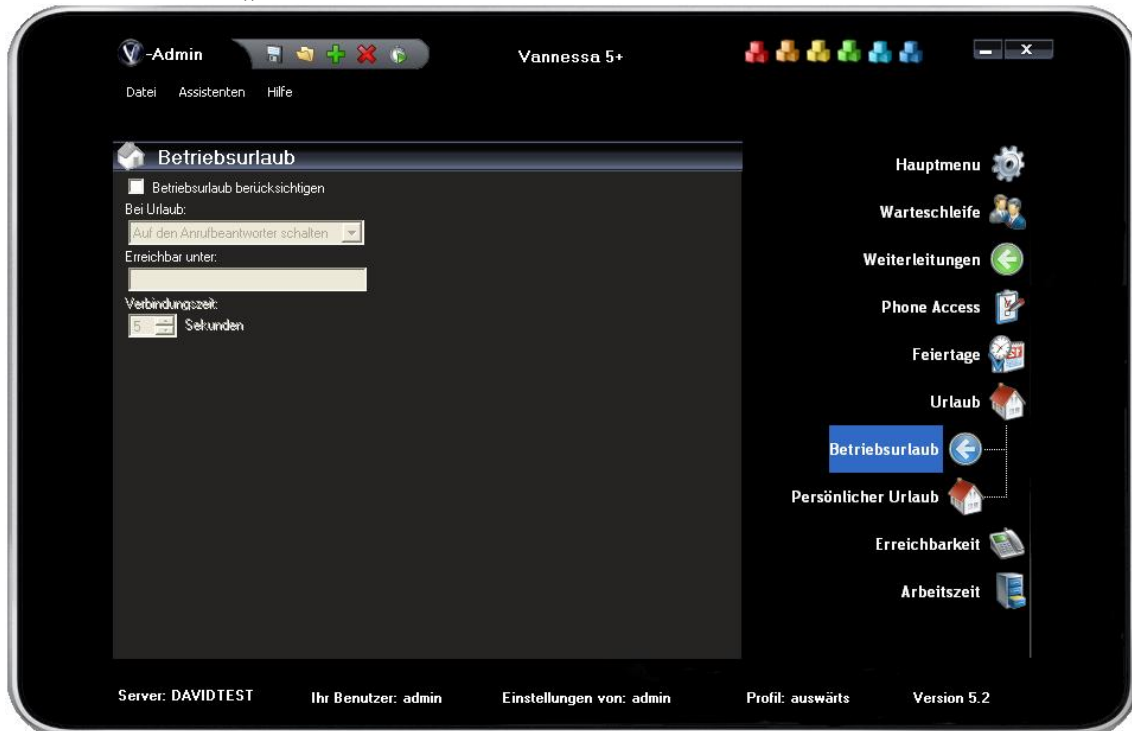 V-Admin
Vannessa 5+
X
Datei Assistenten Hilfe
Betriebsurlaub
Betriebsurlaub berücksichtigen
Bei Urlaub:
Auf den Anrufbeantworter schalten
Erreichbar unter:
Verbindungszeit:
5 Sekunden
Hauptmenu
Warteschleife
Weiterleitungen
Phone Access
Feiertage
Urlaub
Betriebsurlaub
Persönlicher Urlaub
Erreichbarkeit
Arbeitszeit
Server: DAVIDTEST Ihr Benutzer: admin Einstellungen von: admin Profil: auswärts Version 5.2